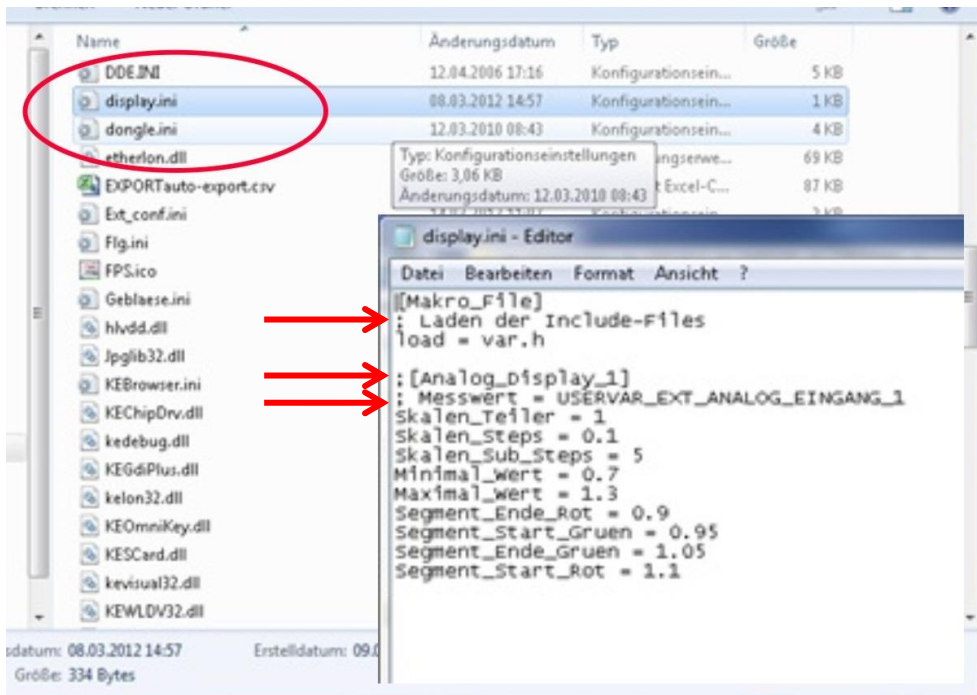 Name Änderungsdatum Typ Größe
DDE.INI 12.04.2006 17:16 Konfigurationsein... 5 KB
display.ini 08.03.2012 14:57 Konfigurationsein... 1 KB
dongle.ini 12.03.2010 08:43 Konfigurationsein... 4 KB
etherlon.dll ngserwe... 69 KB
Typ: Konfigurationseinstellungen
Größe: 3,06 KB
Änderungsdatum: 12.03.2010 08:43
EXPORTauto-export.csv t Excel-C... 87 KB
Ext_conf.ini
Flg.ini
FPS.ico
Geblaese.ini
hlvdd.dll
Jpglib32.dll
KEBrowser.ini
KEChipDrv.dll
kedebug.dll
KEGdiPlus.dll
kelon32.dll
KEOmniKey.dll
KESCard.dll
kevisual32.dll
KEWLDV32.dll
display.ini - Editor
Datei Bearbeiten Format Ansicht ?
[Makro_File]
; Laden der Include-Files
load = var.h
;[Analog_Display_1]
; Messwert = USERVAR_EXT_ANALOG_EINGANG_1
Skalen_Teiler = 1
Skalen_Steps = 0.1
Skalen_Sub_Steps = 5
Minimal_Wert = 0.7
Maximal_Wert = 1.3
Segment_Ende_Rot = 0.9
Segment_Start_Gruen = 0.95
Segment_Ende_Gruen = 1.05
Segment_Start_Rot = 1.1
sdatum: 08.03.2012 14:57 Erstelldatum: 09.0
Größe: 334 Bytes